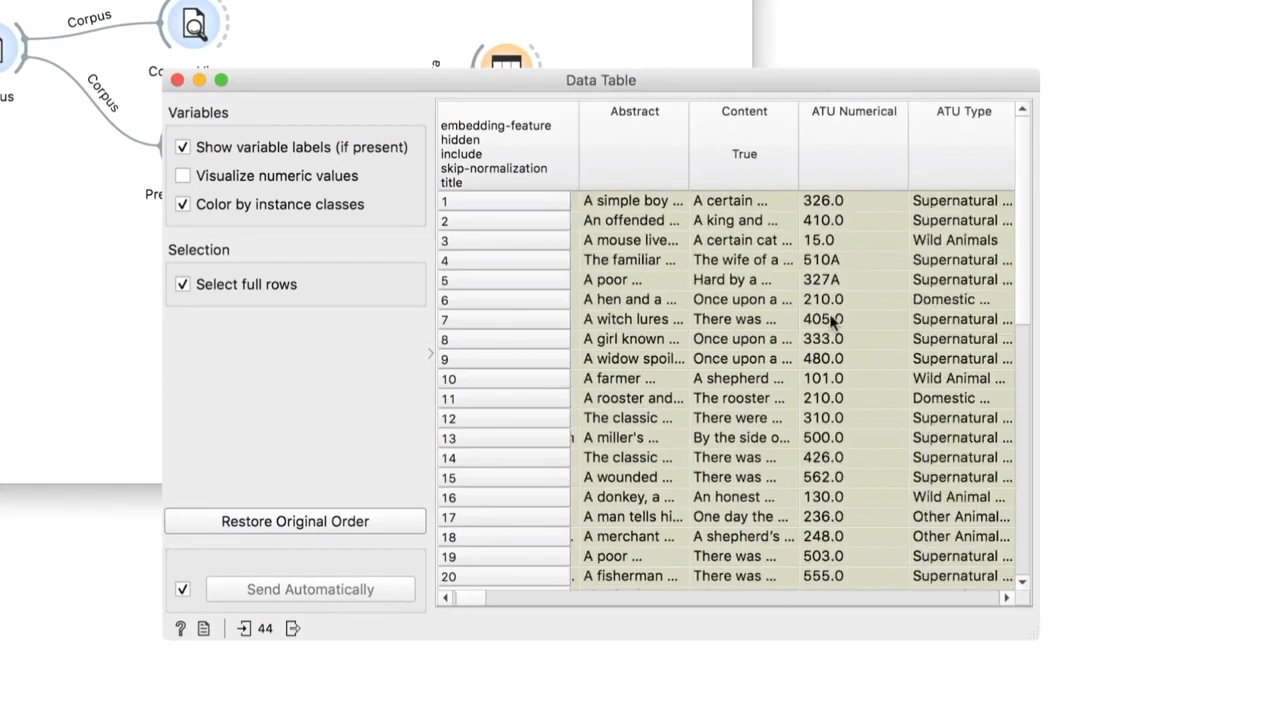 Corpus
Corpus
us
Co
Pre
Data Table
Variables
Show variable labels (if present)
Visualize numeric values
Color by instance classes
Selection
Select full rows
Restore Original Order
Send Automatically
44
Abstract Content ATU Numerical ATU Type
embedding-feature
hidden
include True
skip-normalization
title
1 A simple boy ... A certain ... 326.0 Supernatural ...
2 An offended ... A king and ... 410.0 Supernatural ...
3 A mouse live... A certain cat ... 15.0 Wild Animals
4 The familiar ... The wife of a ... 510A Supernatural ...
5 A poor ... Hard by a ... 327A Supernatural ...
6 A hen and a ... Once upon a ... 210.0 Domestic ...
7 A witch lures ... There was ... 405.0 Supernatural ...
8 A girl known ... Once upon a ... 333.0 Supernatural ...
9 A widow spoil... Once upon a ... 480.0 Supernatural ...
10 A farmer ... A shepherd ... 101.0 Wild Animal ...
11 A rooster and... The rooster ... 210.0 Domestic ...
12 The classic ... There were ... 310.0 Supernatural ...
13 A miller's ... By the side o... 500.0 Supernatural ...
14 The classic ... There was ... 426.0 Supernatural ...
15 A wounded ... There was ... 562.0 Supernatural ...
16 A donkey, a ... An honest ... 130.0 Wild Animal ...
17 A man tells hi... One day the ... 236.0 Other Animal...
18 A merchant ... A shepherd’s ... 248.0 Other Animal...
19 A poor ... There was ... 503.0 Supernatural ...
20 A fisherman ... There was ... 555.0 Supernatural ...